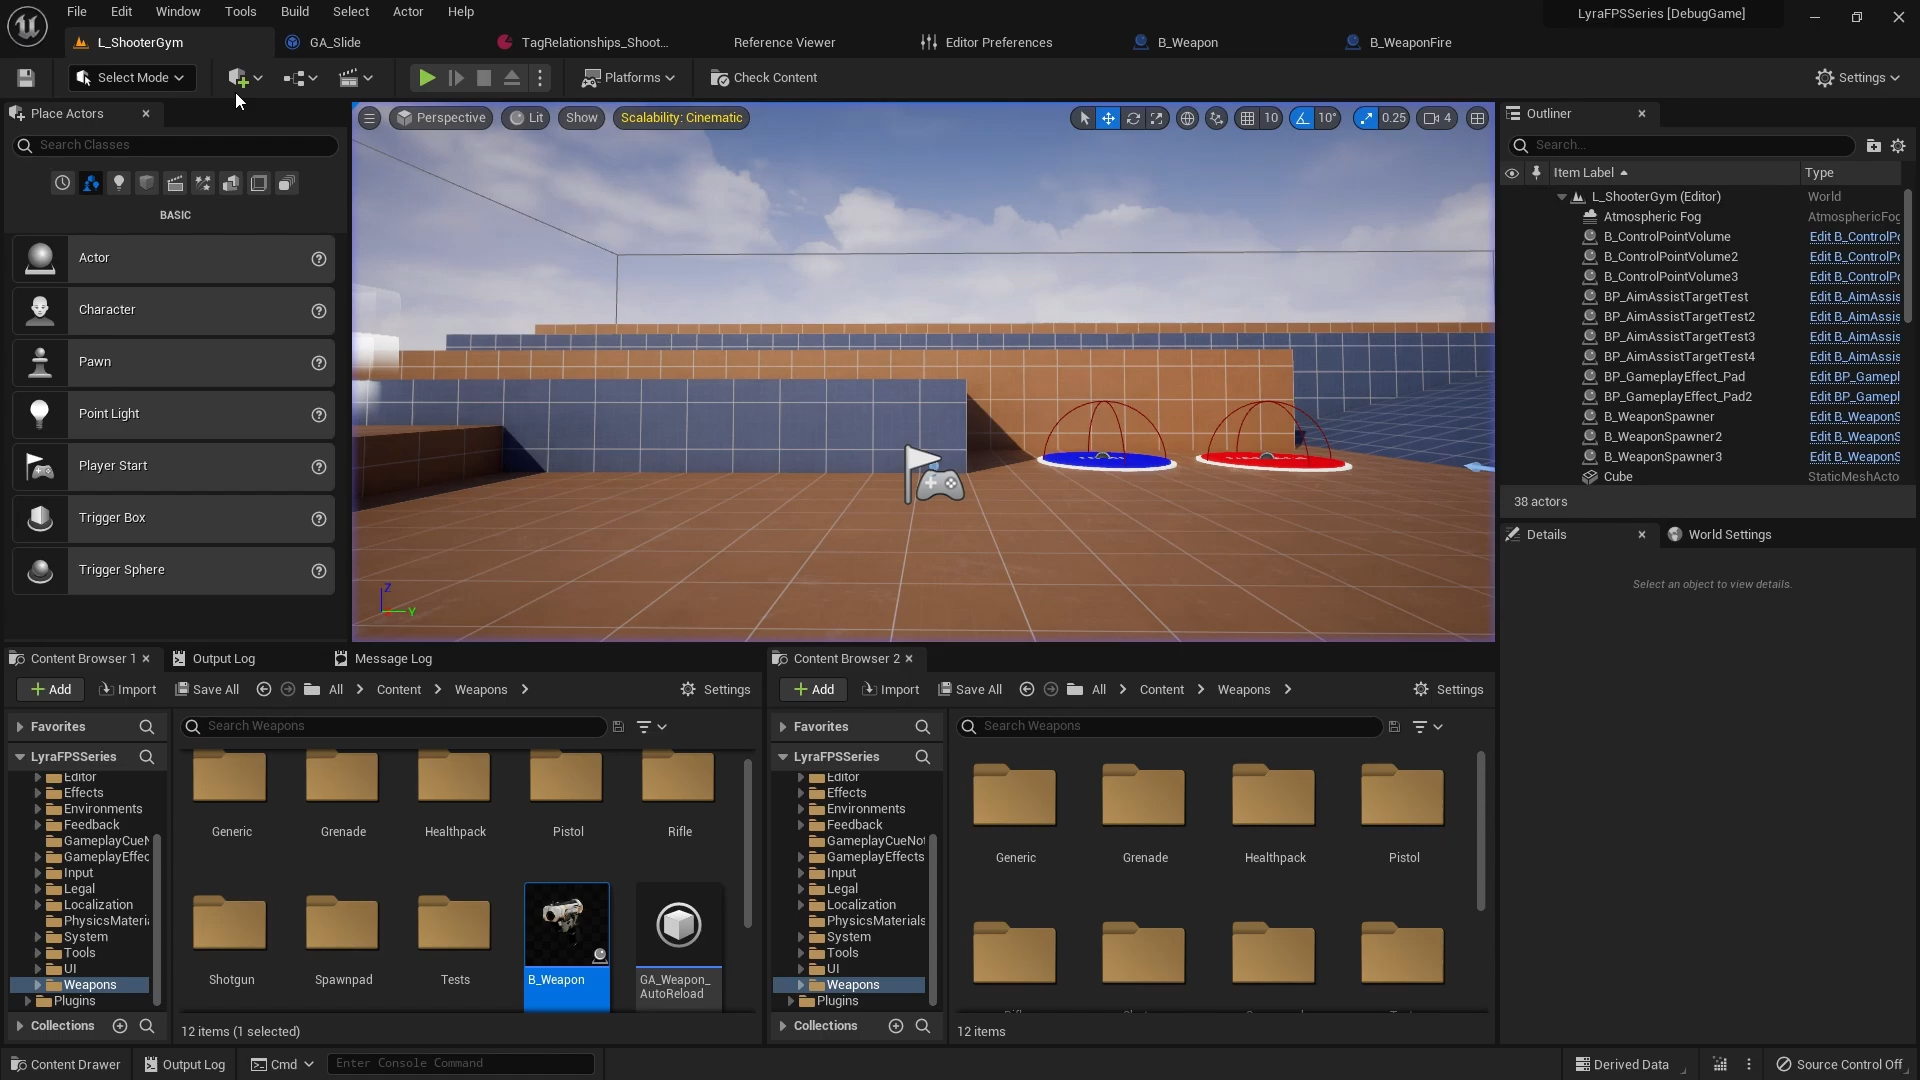 File Edit Window Tools Build Select Actor Help
LyraFPSSeries [DebugGame]
L_ShooterGym
GA_Slide
TagRelationships_Shoot...
Reference Viewer
Editor Preferences
B_Weapon
B_WeaponFire
Select Mode
Platforms
Check Content
Settings
Place Actors
Search Classes
BASIC
Actor
Character
Pawn
Point Light
Player Start
Trigger Box
Trigger Sphere
Perspective
Lit
Show
Scalability: Cinematic
10
10°
0.25
4
Z
Y
Outliner
Search...
Item Label
Type
L_ShooterGym (Editor) World
Atmospheric Fog AtmosphericFog
B_ControlPointVolume Edit B_ControlPo
B_ControlPointVolume2 Edit B_ControlPo
B_ControlPointVolume3 Edit B_ControlPo
BP_AimAssistTargetTest Edit B_AimAssis
BP_AimAssistTargetTest2 Edit B_AimAssis
BP_AimAssistTargetTest3 Edit B_AimAssis
BP_AimAssistTargetTest4 Edit B_AimAssis
BP_GameplayEffect_Pad Edit BP_Gamepl
BP_GameplayEffect_Pad2 Edit BP_Gamepl
B_WeaponSpawner Edit B_WeaponS
B_WeaponSpawner2 Edit B_WeaponS
B_WeaponSpawner3 Edit B_WeaponS
Cube StaticMeshActo
38 actors
Details
World Settings
Select an object to view details.
Content Browser 1
Output Log
Message Log
Add
Import
Save All
All
Content
Weapons
Settings
Favorites
Search Weapons
LyraFPSSeries
Editor
Effects
Environments
Feedback
GameplayCueN
GameplayEffec
Input
Legal
Localization
PhysicsMateria
System
Tools
UI
Weapons
Plugins
Collections
Generic
Grenade
Healthpack
Pistol
Rifle
Shotgun
Spawnpad
Tests
B_Weapon
GA_Weapon_
AutoReload
12 items (1 selected)
Content Browser 2
Add
Import
Save All
All
Content
Weapons
Settings
Favorites
Search Weapons
LyraFPSSeries
Editor
Effects
Environments
Feedback
GameplayCueNot
GameplayEffects
Input
Legal
Localization
PhysicsMaterials
System
Tools
UI
Weapons
Plugins
Collections
Generic
Grenade
Healthpack
Pistol
12 items
Content Drawer
Output Log
Cmd
Enter Console Command
Derived Data
Source Control Off